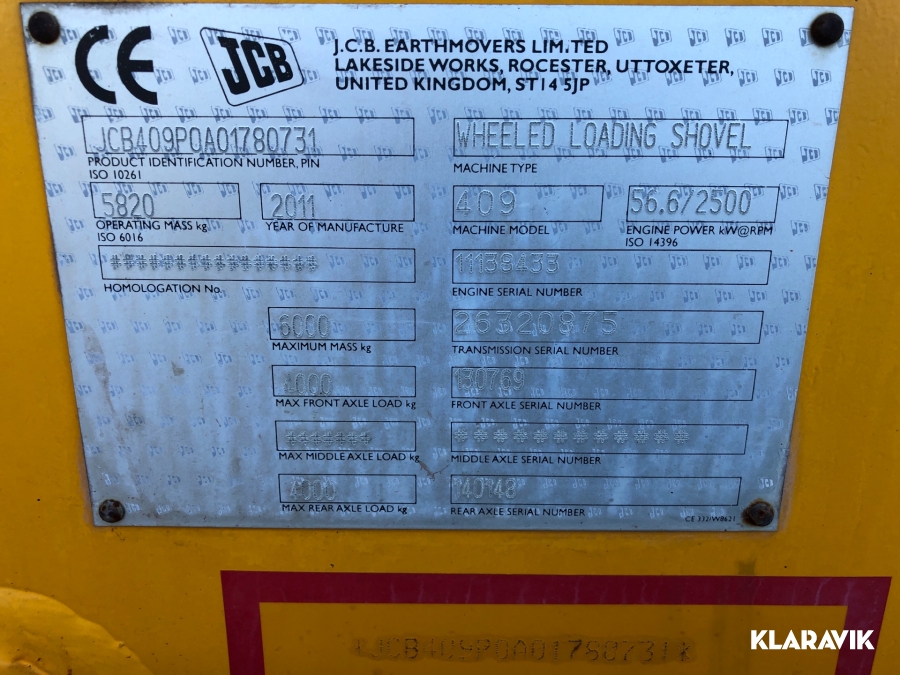 CE JCB
J.C.B. EARTHMOVERS LIMITED
LAKESIDE WORKS, ROCESTER, UTTOXETER,
UNITED KINGDOM, ST14 5JP
JCB409P0A01780731
PRODUCT IDENTIFICATION NUMBER, PIN
ISO 10261
WHEELED LOADING SHOVEL
MACHINE TYPE
5820
OPERATING MASS kg
ISO 6016
2011
YEAR OF MANUFACTURE
409
MACHINE MODEL
56.6/2500
ENGINE POWER kW@RPM
ISO 14396
****************
HOMOLOGATION No.
11138433
ENGINE SERIAL NUMBER
6000
MAXIMUM MASS kg
26320875
TRANSMISSION SERIAL NUMBER
4000
MAX FRONT AXLE LOAD kg
130769
FRONT AXLE SERIAL NUMBER
*******
MAX MIDDLE AXLE LOAD kg
************
MIDDLE AXLE SERIAL NUMBER
4000
MAX REAR AXLE LOAD kg
REAR AXLE SERIAL NUMBER
*JCB409P0A01780731*
KLARAVIK